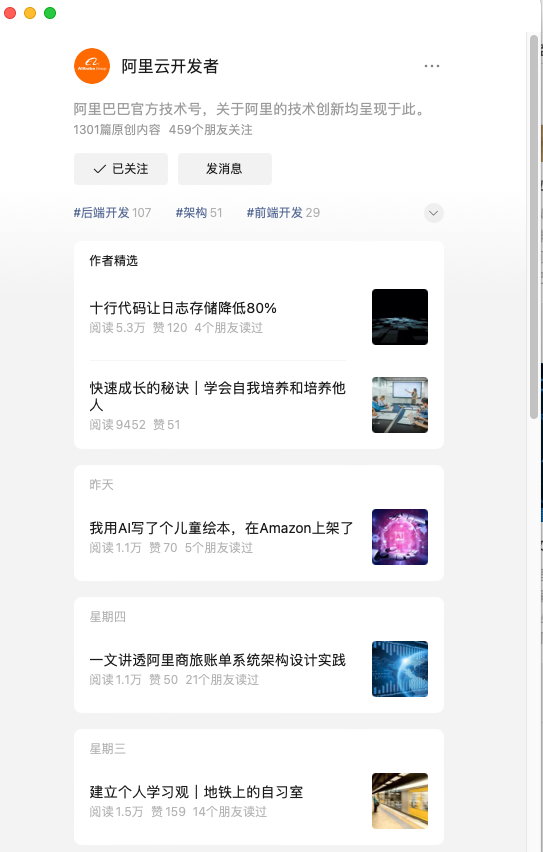 阿里云开发者
阿里巴巴官方技术号，关于阿里的技术创新均呈现于此。
1301篇原创内容 459个朋友关注
已关注 发消息
#后端开发 107 #架构 51 #前端开发 29
作者精选
十行代码让日志存储降低80%
阅读 5.3万 赞 120 4个朋友读过
快速成长的秘诀｜学会自我培养和培养他
人
阅读 9452 赞 51
昨天
我用AI写了个儿童绘本，在Amazon上架了
阅读 1.1万 赞 70 5个朋友读过
星期四
一文讲透阿里商旅账单系统架构设计实践
阅读 1.1万 赞 50 21个朋友读过
星期三
建立个人学习观｜地铁上的自习室
阅读 1.5万 赞 159 14个朋友读过